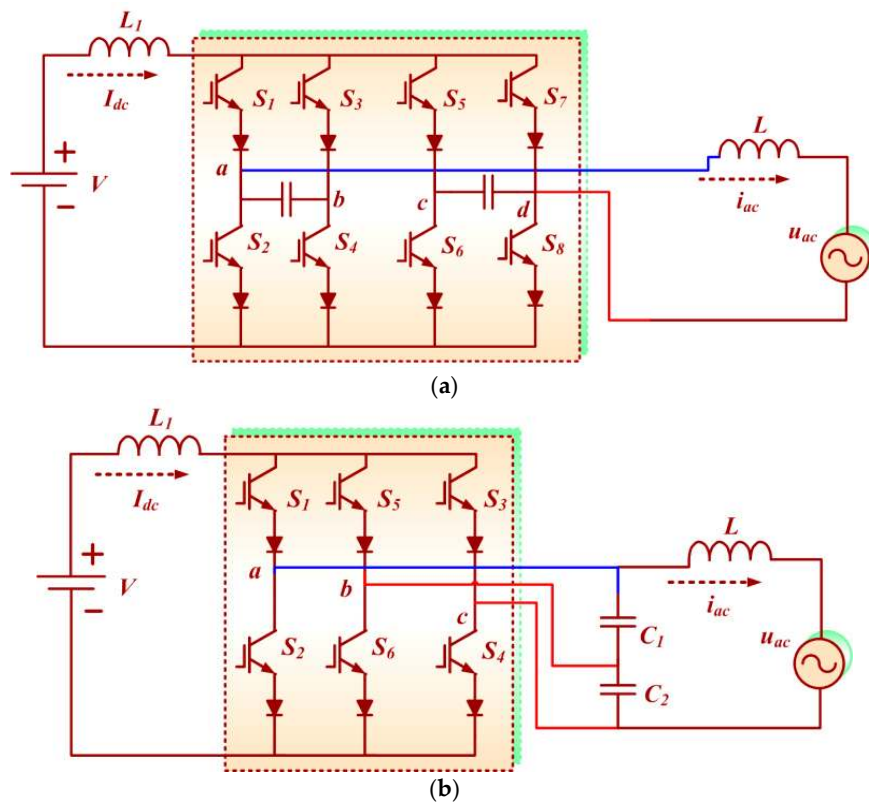 L1
Idc
S1 S3 S5 S7
a
L
+
V
b
c
d
iac
−
S2 S4 S6 S8
uac
(a)
L1
Idc
S1 S5 S3
L
a
+
V
b
iac
−
c
C1
S2 S6 S4
uac
C2
(b)